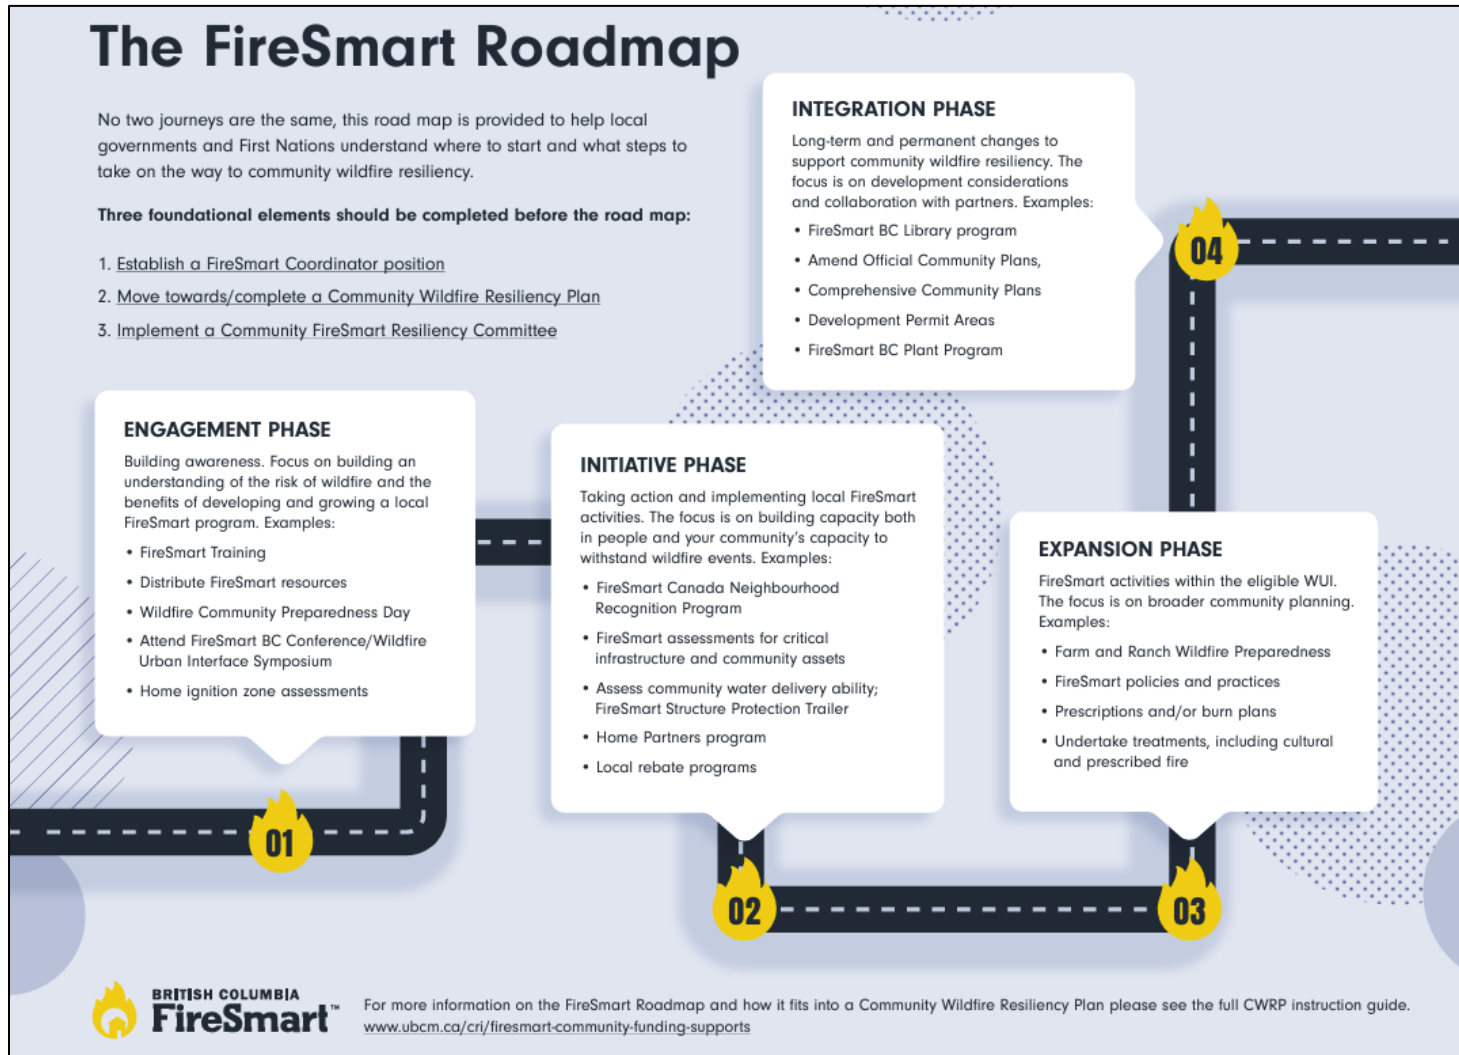 The FireSmart Roadmap
No two journeys are the same, this road map is provided to help local
governments and First Nations understand where to start and what steps to
take on the way to community wildfire resiliency.
Three foundational elements should be completed before the road map:
1. Establish a FireSmart Coordinator position
2. Move towards/complete a Community Wildfire Resiliency Plan
3. Implement a Community FireSmart Resiliency Committee
ENGAGEMENT PHASE
Building awareness. Focus on building an
understanding of the risk of wildfire and the
benefits of developing and growing a local
FireSmart program. Examples:
• FireSmart Training
• Distribute FireSmart resources
• Wildfire Community Preparedness Day
• Attend FireSmart BC Conference/Wildfire
Urban Interface Symposium
• Home ignition zone assessments
01
INITIATIVE PHASE
Taking action and implementing local FireSmart
activities. The focus is on building capacity both
in people and your community's capacity to
withstand wildfire events. Examples:
• FireSmart Canada Neighbourhood
Recognition Program
• FireSmart assessments for critical
infrastructure and community assets
• Assess community water delivery ability;
FireSmart Structure Protection Trailer
• Home Partners program
• Local rebate programs
02
EXPANSION PHASE
FireSmart activities within the eligible WUI.
The focus is on broader community planning.
Examples:
• Farm and Ranch Wildfire Preparedness
• FireSmart policies and practices
• Prescriptions and/or burn plans
• Undertake treatments, including cultural
and prescribed fire
03
INTEGRATION PHASE
Long-term and permanent changes to
support community wildfire resiliency. The
focus is on development considerations
and collaboration with partners. Examples:
• FireSmart BC Library program
• Amend Official Community Plans,
• Comprehensive Community Plans
• Development Permit Areas
• FireSmart BC Plant Program
04
BRITISH COLUMBIA
FireSmart™
For more information on the FireSmart Roadmap and how it fits into a Community Wildfire Resiliency Plan please see the full CWRP instruction guide.
www.ubcm.ca/cri/firesmart-community-funding-supports